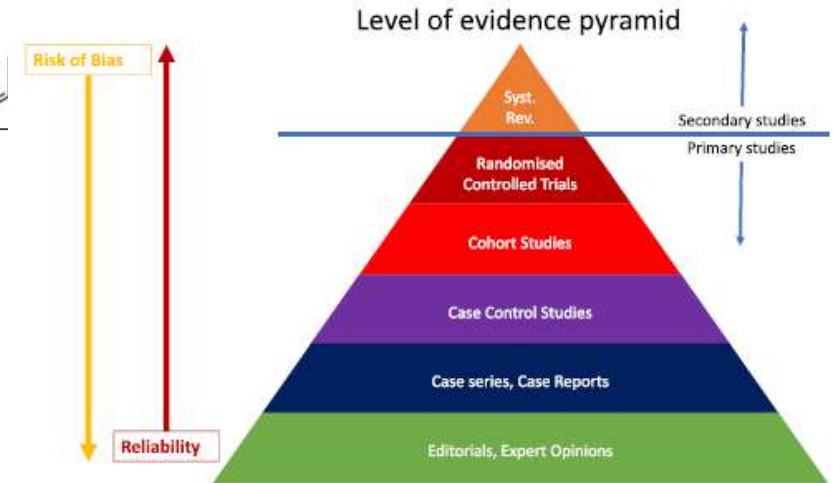 Level of evidence pyramid
Risk of Bias
Syst.
Rev.
Secondary studies
Primary studies
Randomised
Controlled Trials
Cohort Studies
Case Control Studies
Case series, Case Reports
Reliability
Editorials, Expert Opinions